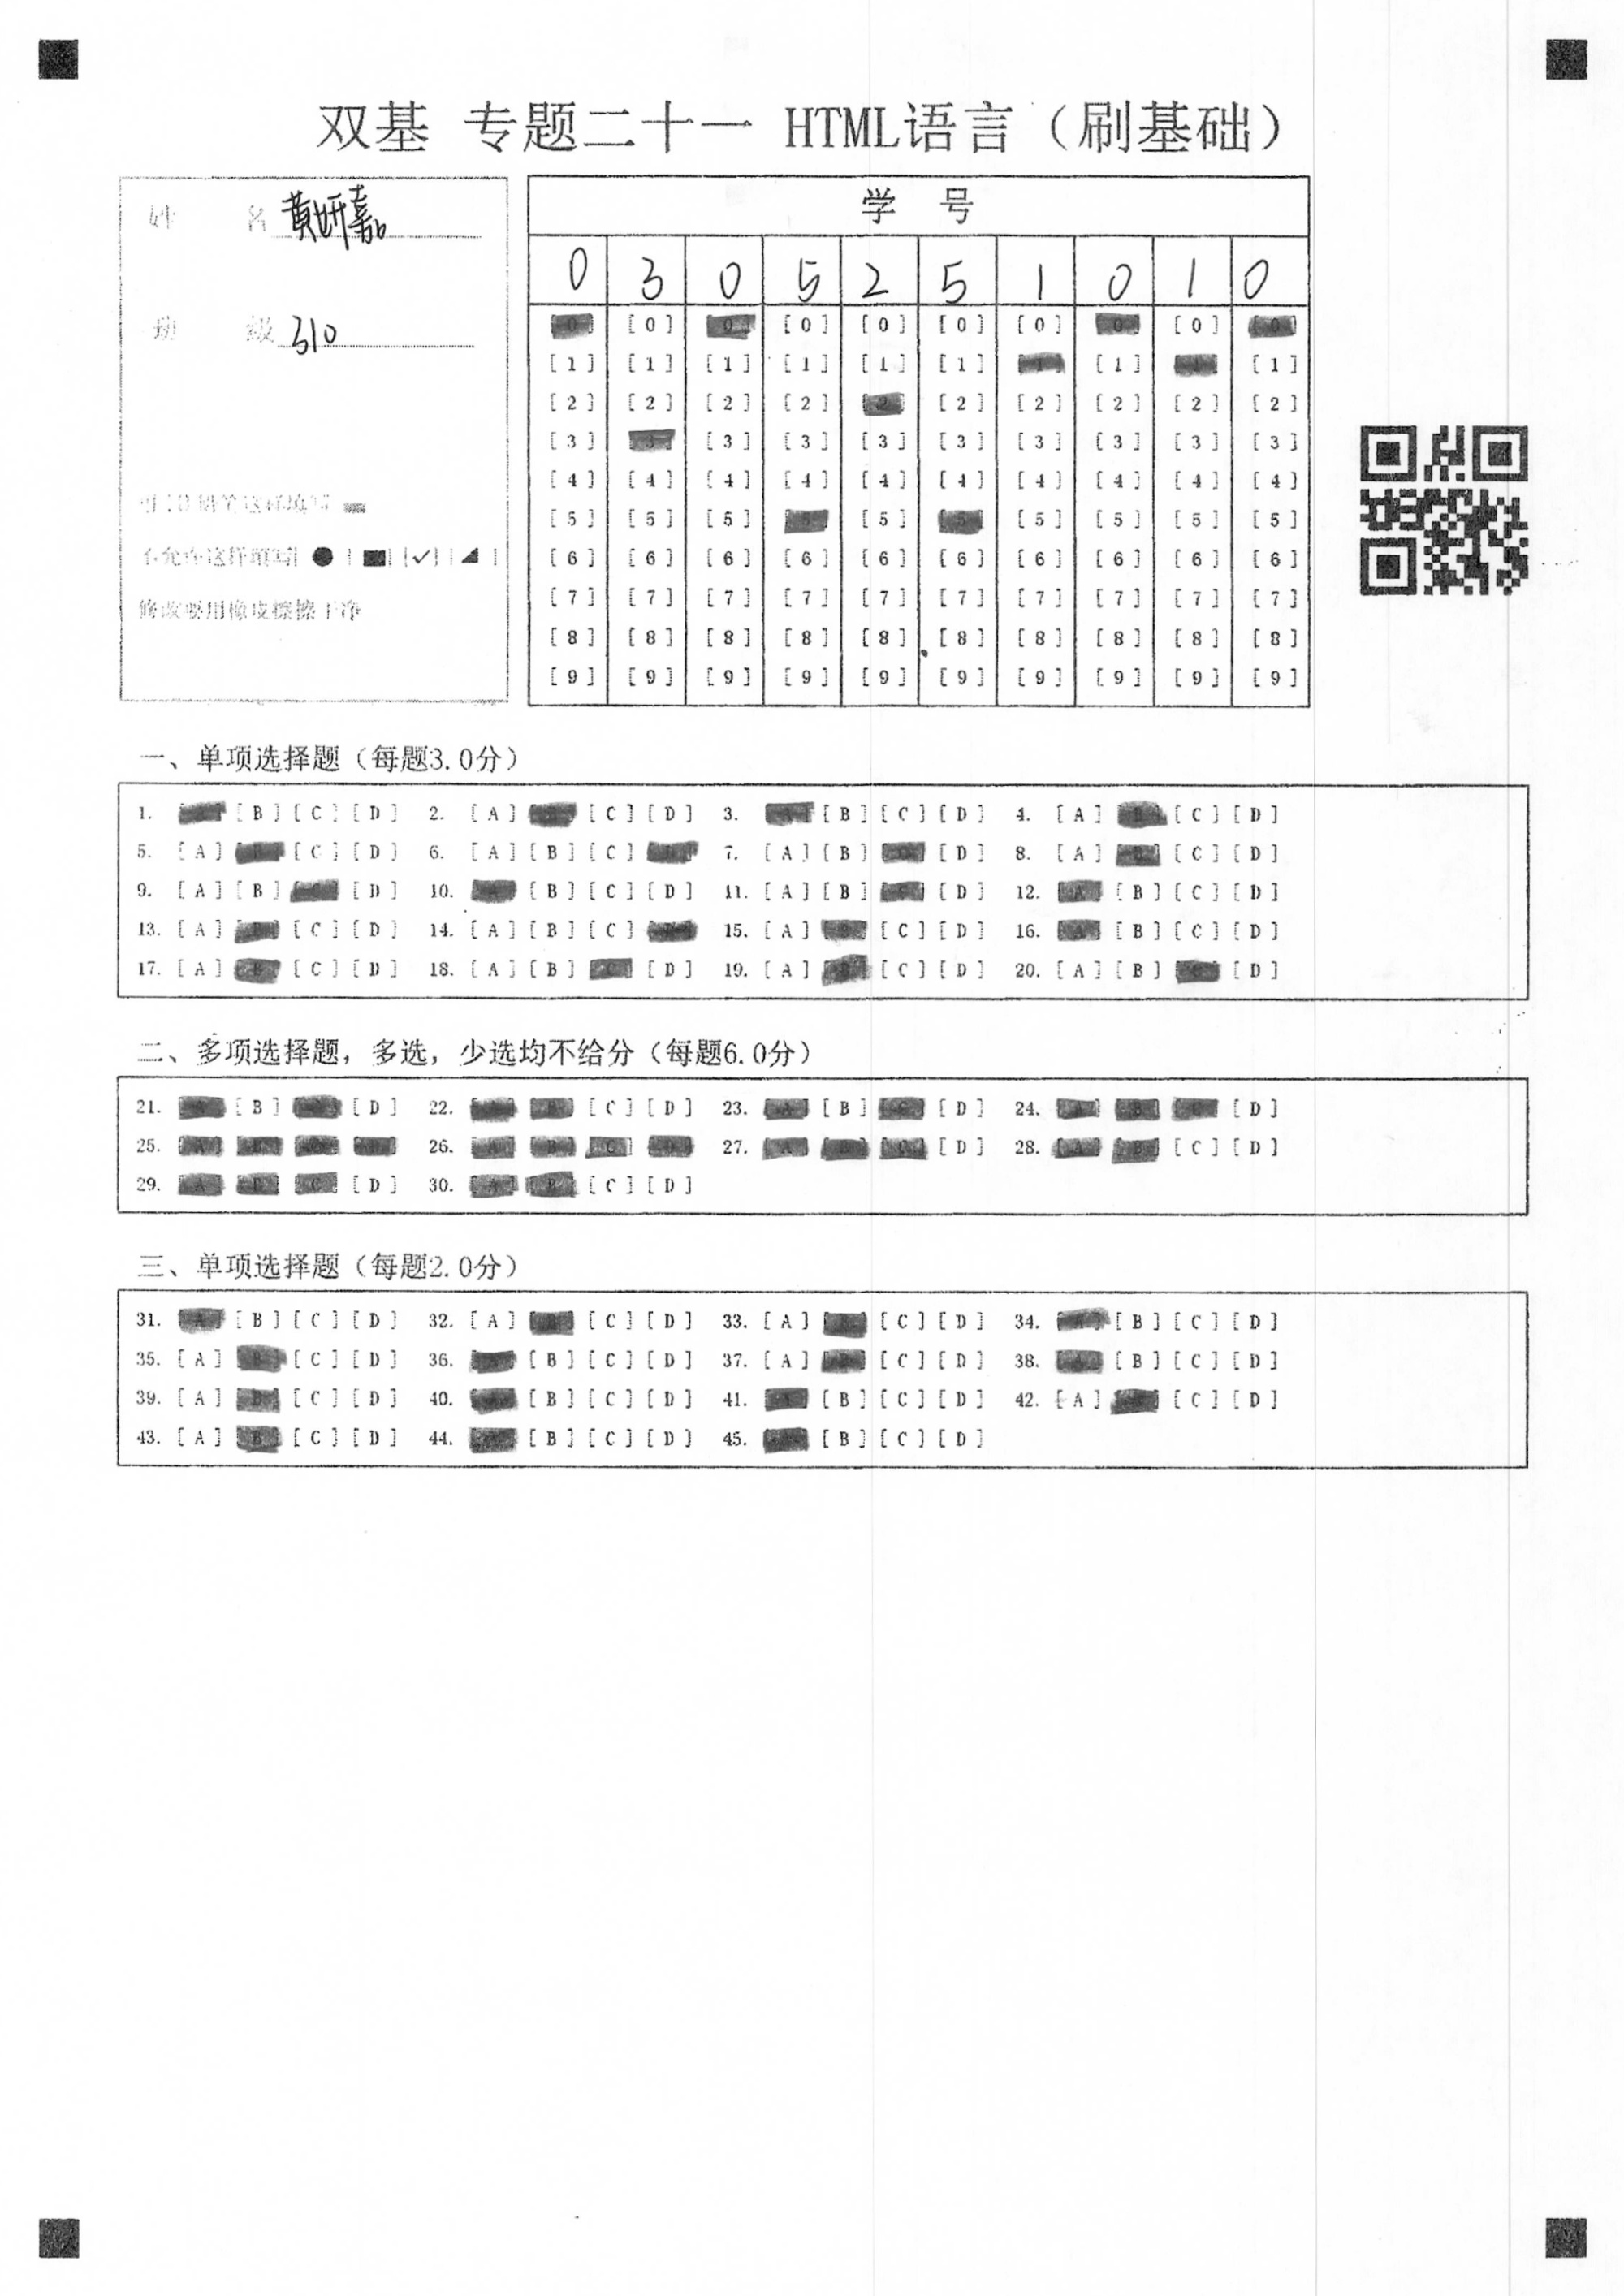 双基 专题二十一 HTML语言（刷基础）
姓 名 黄妍嘉
班 级 310
不允许这样填写
修改要用橡皮擦擦干净
学 号
0 3 0 5 2 5 1 0 1 0
[0] [0] [0] [0] [0] [0] [0] [0] [0] [0]
[1] [1] [1] [1] [1] [1] [1] [1] [1] [1]
[2] [2] [2] [2] [2] [2] [2] [2] [2] [2]
[3] [3] [3] [3] [3] [3] [3] [3] [3] [3]
[4] [4] [4] [4] [4] [4] [4] [4] [4] [4]
[5] [5] [5] [5] [5] [5] [5] [5] [5] [5]
[6] [6] [6] [6] [6] [6] [6] [6] [6] [6]
[7] [7] [7] [7] [7] [7] [7] [7] [7] [7]
[8] [8] [8] [8] [8] [8] [8] [8] [8] [8]
[9] [9] [9] [9] [9] [9] [9] [9] [9] [9]
一、单项选择题（每题3.0分）
1. [B] [C] [D] 2. [A] [C] [D] 3. [B] [C] [D] 4. [A] [C] [D]
5. [A] [C] [D] 6. [A] [B] [C] 7. [A] [B] [D] 8. [A] [C] [D]
9. [A] [B] [D] 10. [B] [C] [D] 11. [A] [B] [D] 12. [B] [C] [D]
13. [A] [C] [D] 14. [A] [B] [C] 15. [A] [C] [D] 16. [B] [C] [D]
17. [A] [C] [D] 18. [A] [B] [D] 19. [A] [C] [D] 20. [A] [B] [D]
二、多项选择题，多选，少选均不给分（每题6.0分）
21. [B] [D] 22. [C] [D] 23. [B] [D] 24. [D]
25. 26. 27. [D] 28. [C] [D]
29. [D] 30. [C] [D]
三、单项选择题（每题2.0分）
31. [B] [C] [D] 32. [A] [C] [D] 33. [A] [C] [D] 34. [B] [C] [D]
35. [A] [C] [D] 36. [B] [C] [D] 37. [A] [C] [D] 38. [B] [C] [D]
39. [A] [C] [D] 40. [B] [C] [D] 41. [B] [C] [D] 42. [A] [C] [D]
43. [A] [C] [D] 44. [B] [C] [D] 45. [B] [C] [D]